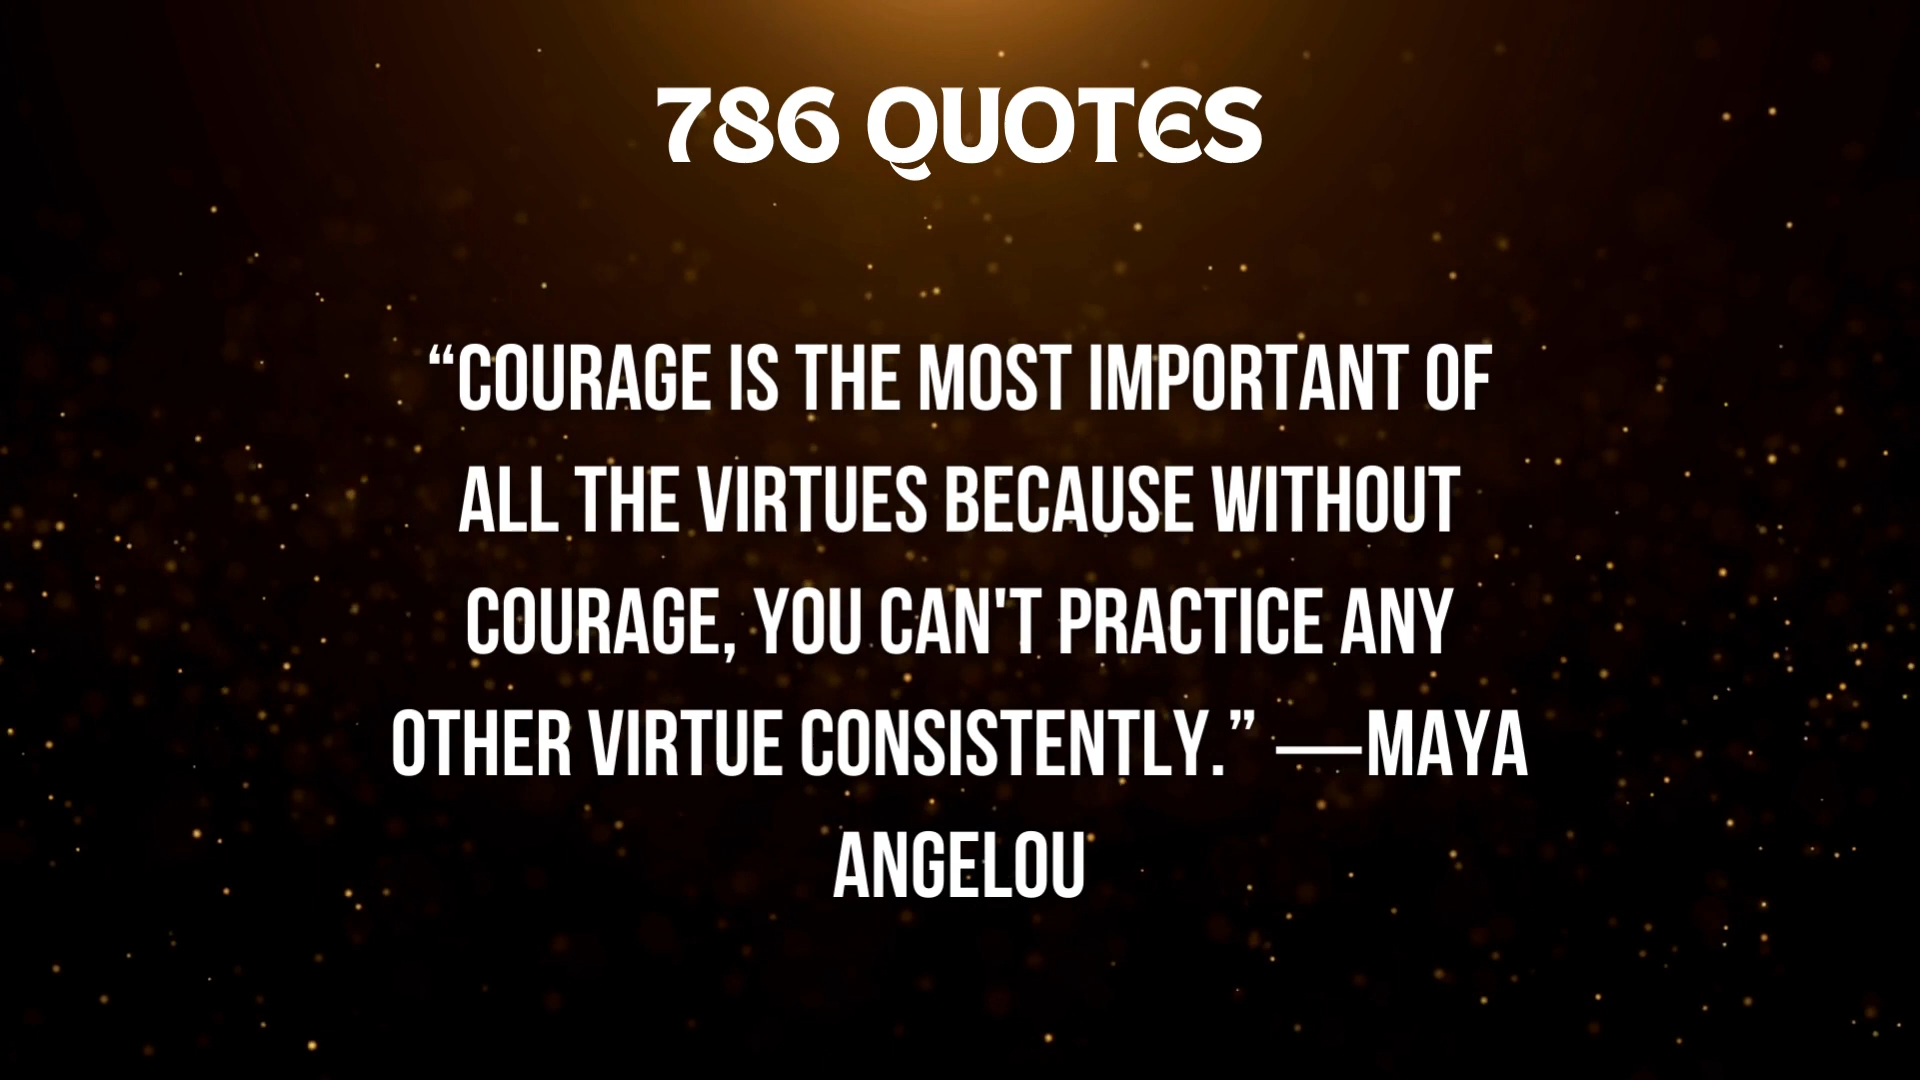 786 QUOTES
“COURAGE IS THE MOST IMPORTANT OF
ALL THE VIRTUES BECAUSE WITHOUT
COURAGE, YOU CAN'T PRACTICE ANY
OTHER VIRTUE CONSISTENTLY.” —MAYA
ANGELOU